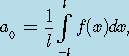 a₀ = 1/l ∫_{-l}^{l} f(x)dx,